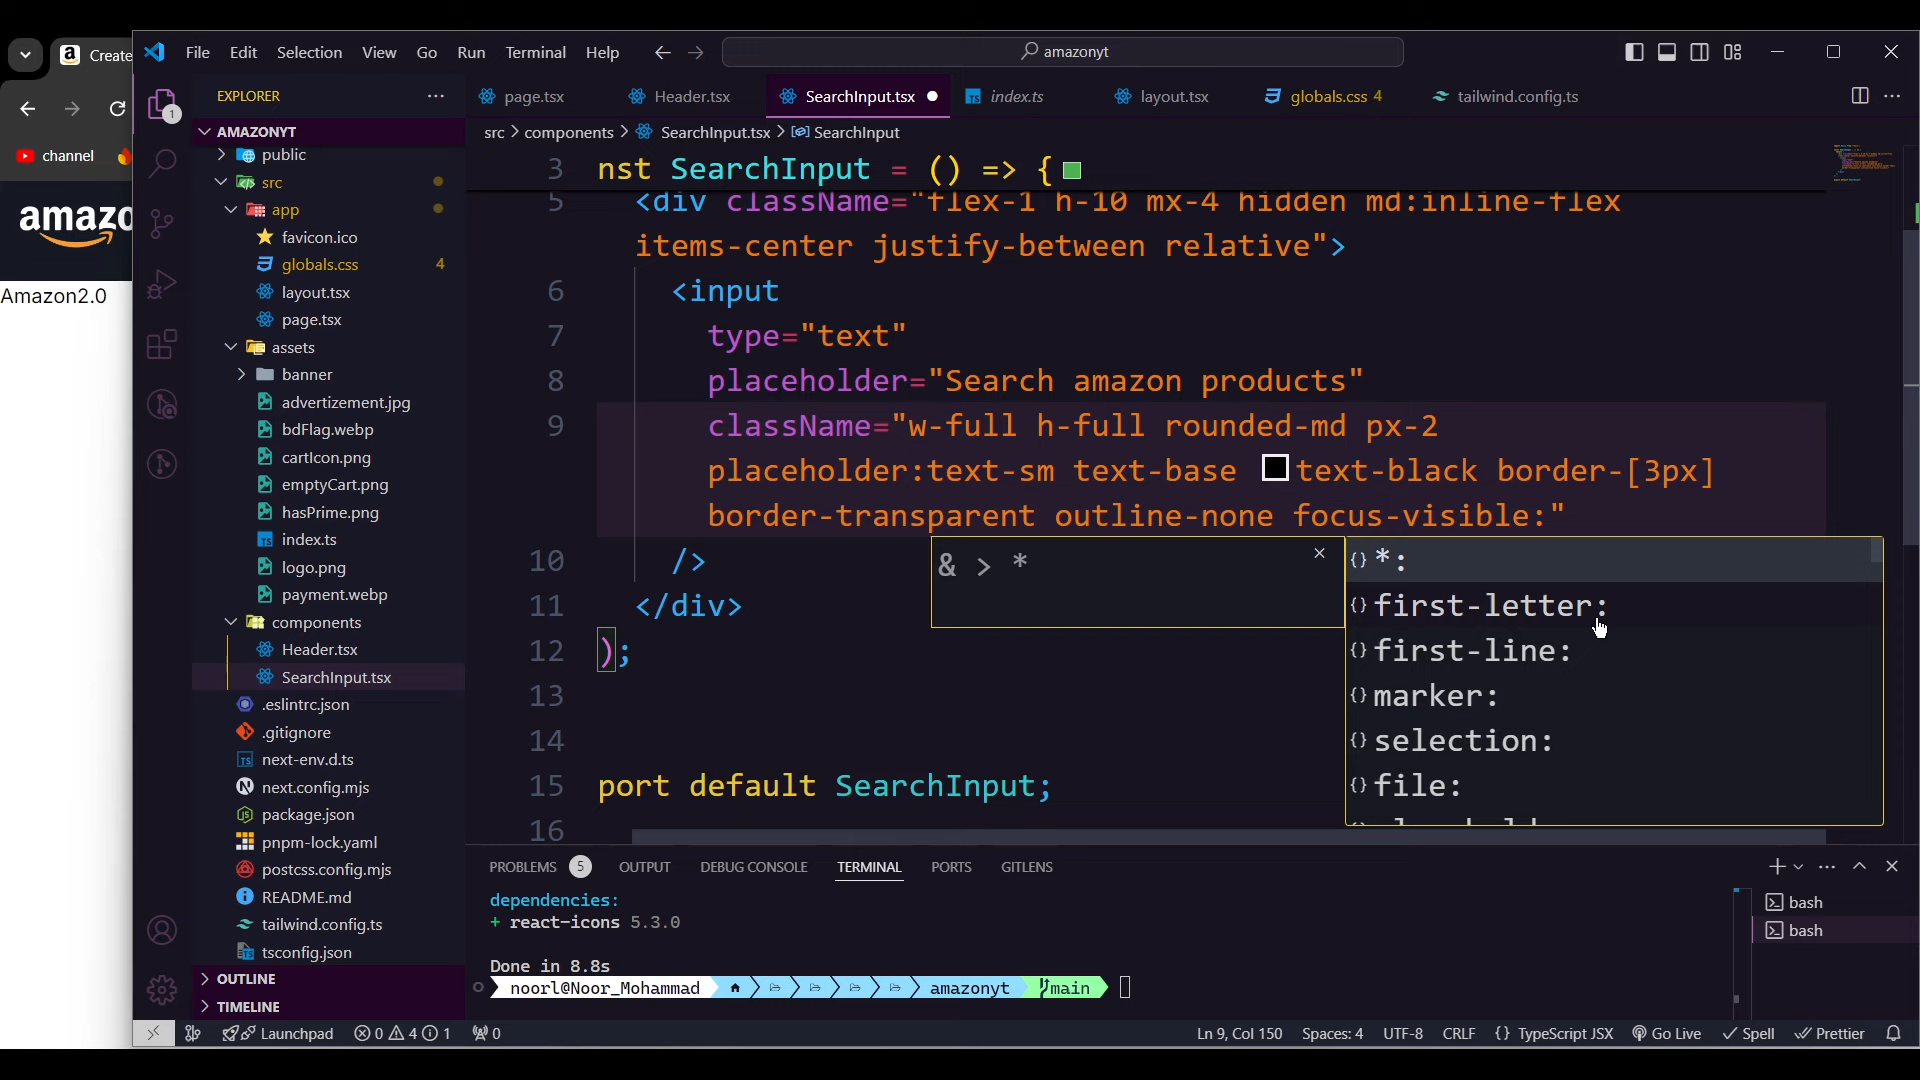 Create
File Edit Selection View Go Run Terminal Help
amazonyt
channel
amazo
Amazon2.0
EXPLORER
AMAZONYT
public
src
app
favicon.ico
globals.css 4
layout.tsx
page.tsx
assets
banner
advertizement.jpg
bdFlag.webp
cartIcon.png
emptyCart.png
hasPrime.png
index.ts
logo.png
payment.webp
components
Header.tsx
SearchInput.tsx
.eslintrc.json
.gitignore
next-env.d.ts
next.config.mjs
package.json
pnpm-lock.yaml
postcss.config.mjs
README.md
tailwind.config.ts
tsconfig.json
OUTLINE
TIMELINE
page.tsx Header.tsx SearchInput.tsx index.ts layout.tsx globals.css 4 tailwind.config.ts
src > components > SearchInput.tsx > SearchInput
3 nst SearchInput = () => {
5 <div className="flex-1 h-10 mx-4 hidden md:inline-flex
items-center justify-between relative">
6 <input
7 type="text"
8 placeholder="Search amazon products"
9 className="w-full h-full rounded-md px-2
placeholder:text-sm text-base text-black border-[3px]
border-transparent outline-none focus-visible:"
10 />
11 </div>
12 );
13
14
15 port default SearchInput;
16
& > *
*:
first-letter:
first-line:
marker:
selection:
file:
PROBLEMS 5 OUTPUT DEBUG CONSOLE TERMINAL PORTS GITLENS
dependencies:
+ react-icons 5.3.0
Done in 8.8s
noorl@Noor_Mohammad amazonyt main
bash
bash
1
Launchpad 0 4 1 0
Ln 9, Col 150 Spaces: 4 UTF-8 CRLF {} TypeScript JSX Go Live Spell Prettier